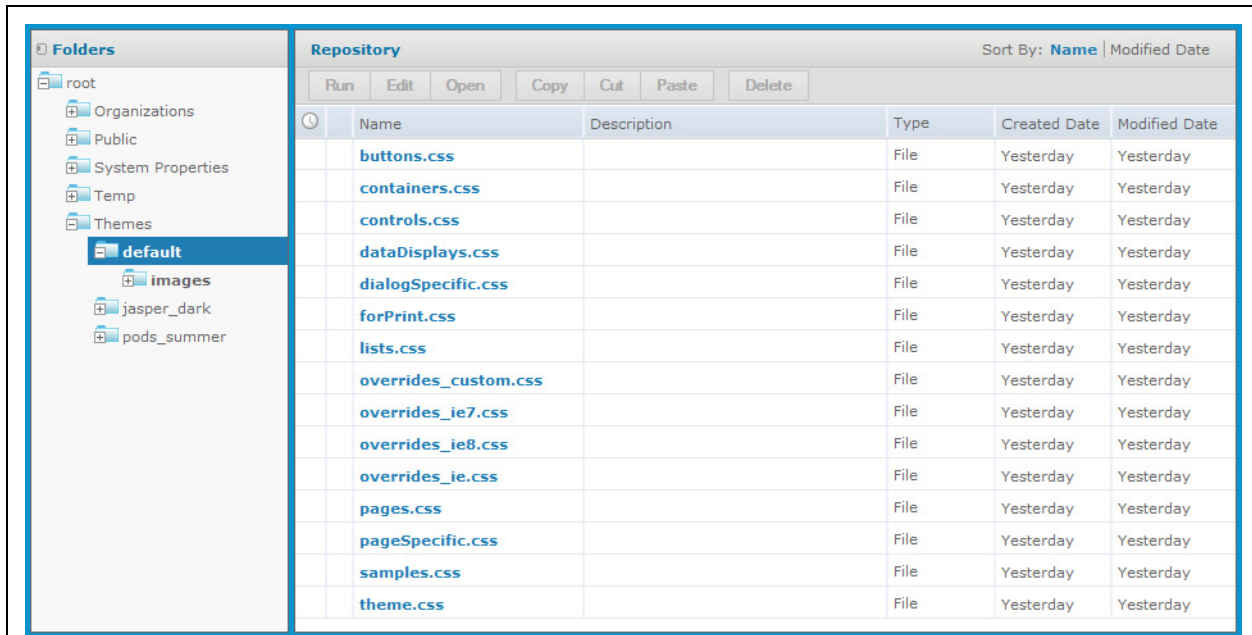 Folders
root
Organizations
Public
System Properties
Temp
Themes
default
images
jasper_dark
pods_summer
Repository Sort By: Name | Modified Date
Run Edit Open Copy Cut Paste Delete
Name Description Type Created Date Modified Date
buttons.css File Yesterday Yesterday
containers.css File Yesterday Yesterday
controls.css File Yesterday Yesterday
dataDisplays.css File Yesterday Yesterday
dialogSpecific.css File Yesterday Yesterday
forPrint.css File Yesterday Yesterday
lists.css File Yesterday Yesterday
overrides_custom.css File Yesterday Yesterday
overrides_ie7.css File Yesterday Yesterday
overrides_ie8.css File Yesterday Yesterday
overrides_ie.css File Yesterday Yesterday
pages.css File Yesterday Yesterday
pageSpecific.css File Yesterday Yesterday
samples.css File Yesterday Yesterday
theme.css File Yesterday Yesterday